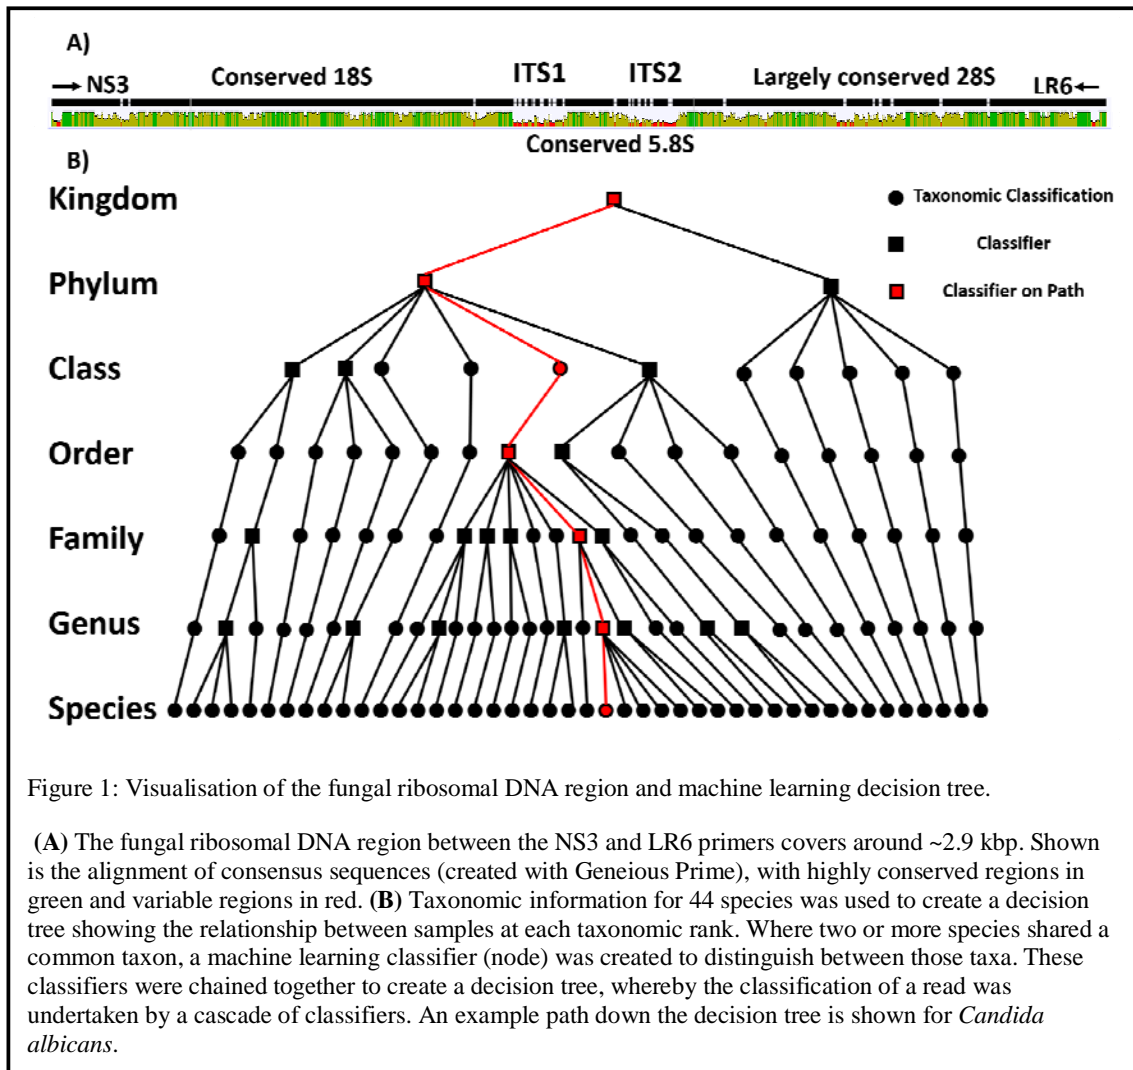 A)
NS3
Conserved 18S
ITS1
ITS2
Largely conserved 28S
LR6
Conserved 5.8S
B)
Kingdom
Taxonomic Classification
Classifier
Phylum
Classifier on Path
Class
Order
Family
Genus
Species
Figure 1: Visualisation of the fungal ribosomal DNA region and machine learning decision tree.
(A) The fungal ribosomal DNA region between the NS3 and LR6 primers covers around ~2.9 kbp. Shown
is the alignment of consensus sequences (created with Geneious Prime), with highly conserved regions in
green and variable regions in red. (B) Taxonomic information for 44 species was used to create a decision
tree showing the relationship between samples at each taxonomic rank. Where two or more species shared a
common taxon, a machine learning classifier (node) was created to distinguish between those taxa. These
classifiers were chained together to create a decision tree, whereby the classification of a read was
undertaken by a cascade of classifiers. An example path down the decision tree is shown for Candida
albicans.